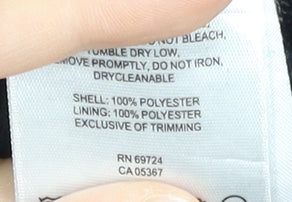 NOT BLEACH,
TUMBLE DRY LOW,
MOVE PROMPTLY, DO NOT IRON,
DRYCLEANABLE
SHELL: 100% POLYESTER
LINING: 100% POLYESTER
EXCLUSIVE OF TRIMMING
RN 69724
CA 05367